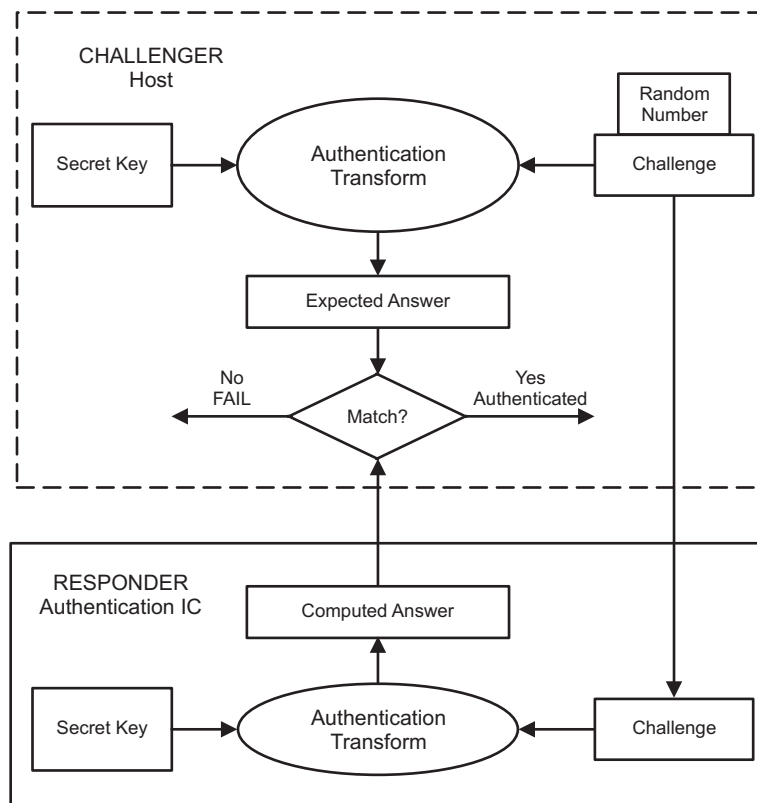 CHALLENGER
Host
Random
Number
Secret Key
Authentication
Transform
Challenge
Expected Answer
No
FAIL
Match?
Yes
Authenticated
RESPONDER
Authentication IC
Computed Answer
Secret Key
Authentication
Transform
Challenge